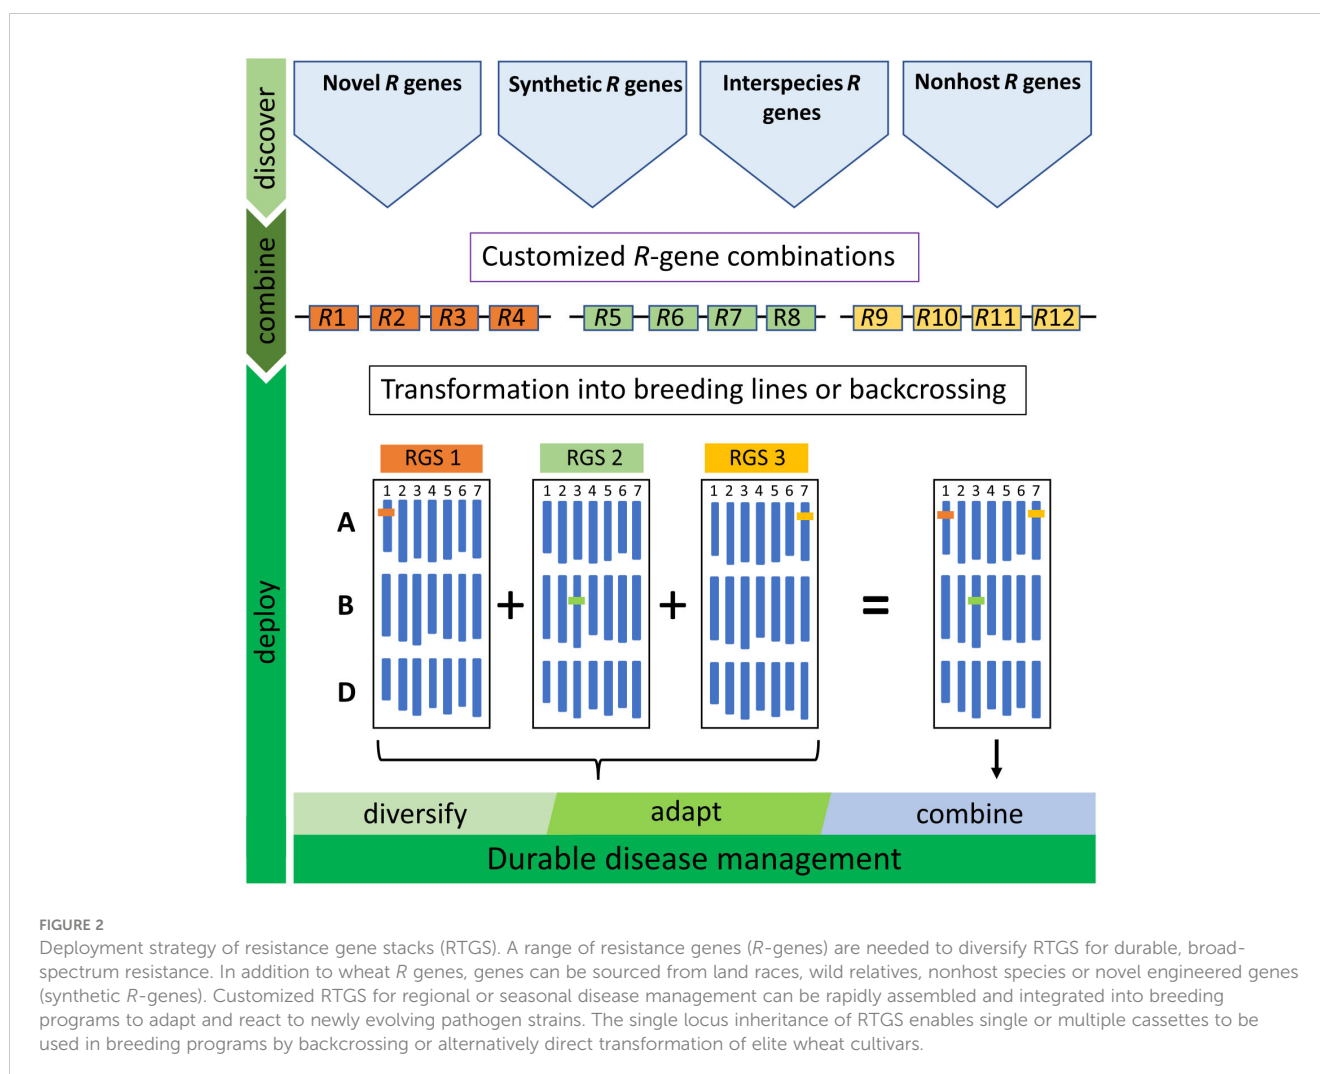 discover
Novel R genes
Synthetic R genes
Interspecies R
genes
Nonhost R genes
combine
Customized R-gene combinations
R1 R2 R3 R4 R5 R6 R7 R8 R9 R10 R11 R12
deploy
Transformation into breeding lines or backcrossing
RGS 1 RGS 2 RGS 3
1 2 3 4 5 6 7 1 2 3 4 5 6 7 1 2 3 4 5 6 7 1 2 3 4 5 6 7
A
B + + =
D
diversify adapt combine
Durable disease management
FIGURE 2
Deployment strategy of resistance gene stacks (RTGS). A range of resistance genes (R-genes) are needed to diversify RTGS for durable, broad-
spectrum resistance. In addition to wheat R genes, genes can be sourced from land races, wild relatives, nonhost species or novel engineered genes
(synthetic R-genes). Customized RTGS for regional or seasonal disease management can be rapidly assembled and integrated into breeding
programs to adapt and react to newly evolving pathogen strains. The single locus inheritance of RTGS enables single or multiple cassettes to be
used in breeding programs by backcrossing or alternatively direct transformation of elite wheat cultivars.